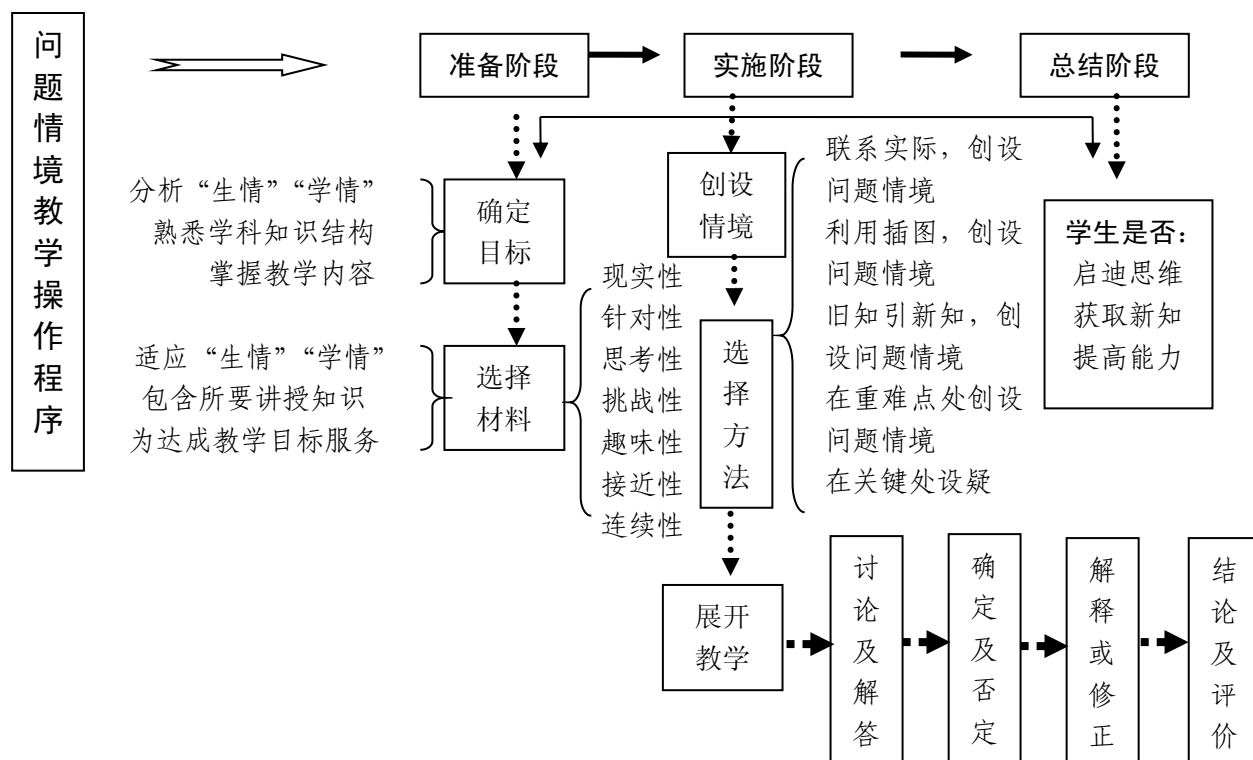 问题情境教学操作程序
准备阶段
实施阶段
总结阶段
分析“生情”“学情”
熟悉学科知识结构
掌握教学内容
确定
目标
适应“生情”“学情”
包含所要讲授知识
为达成教学目标服务
选择
材料
现实性
针对性
思考性
挑战性
趣味性
接近性
连续性
创设
情境
选择方法
联系实际，创设
问题情境
利用插图，创设
问题情境
旧知引新知，创
设问题情境
在重难点处创设
问题情境
在关键处设疑
学生是否：
启迪思维
获取新知
提高能力
展开
教学
讨论及解答
确定及否定
解释或修正
结论及评价